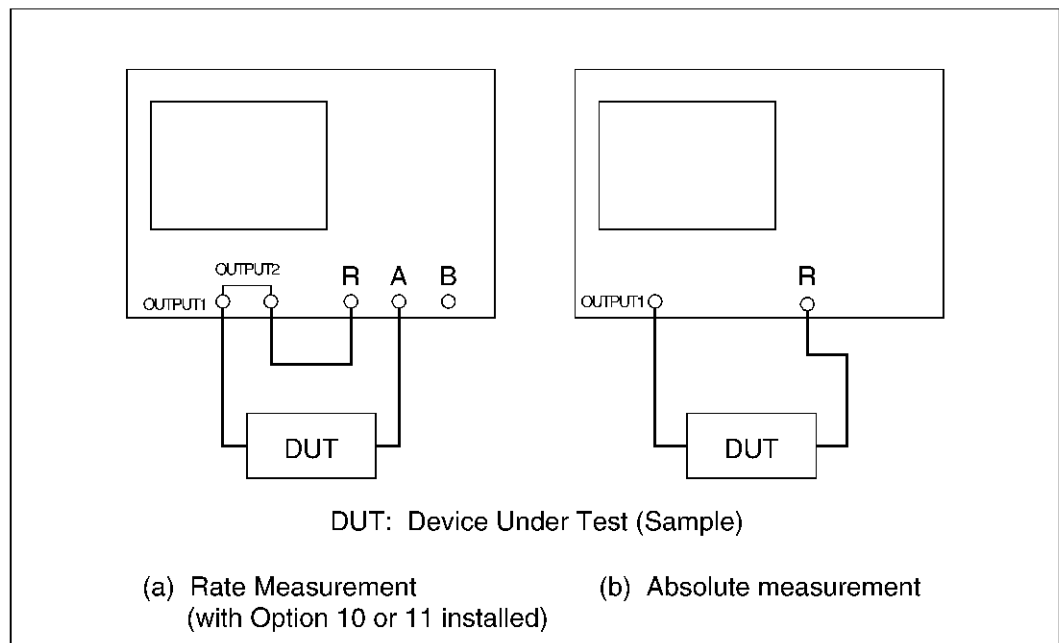 OUTPUT2
R A B
OUTPUT1
DUT
R
OUTPUT1
DUT
DUT: Device Under Test (Sample)
(a) Rate Measurement
(with Option 10 or 11 installed)
(b) Absolute measurement